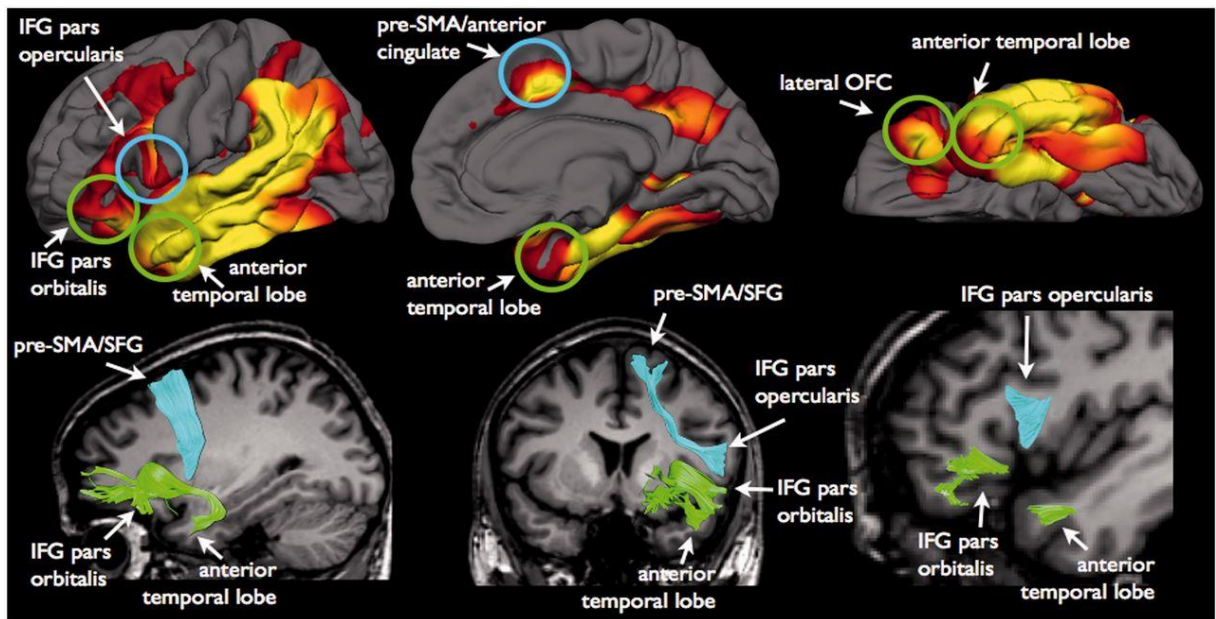 IFG pars
opercularis
pre-SMA/anterior
cingulate
anterior temporal lobe
lateral OFC
IFG pars
orbitalis
anterior
temporal lobe
anterior
temporal lobe
pre-SMA/SFG
IFG pars
orbitalis
anterior
temporal lobe
pre-SMA/SFG
IFG pars
opercularis
IFG pars
orbitalis
anterior
temporal lobe
IFG pars opercularis
IFG pars
orbitalis
anterior
temporal lobe